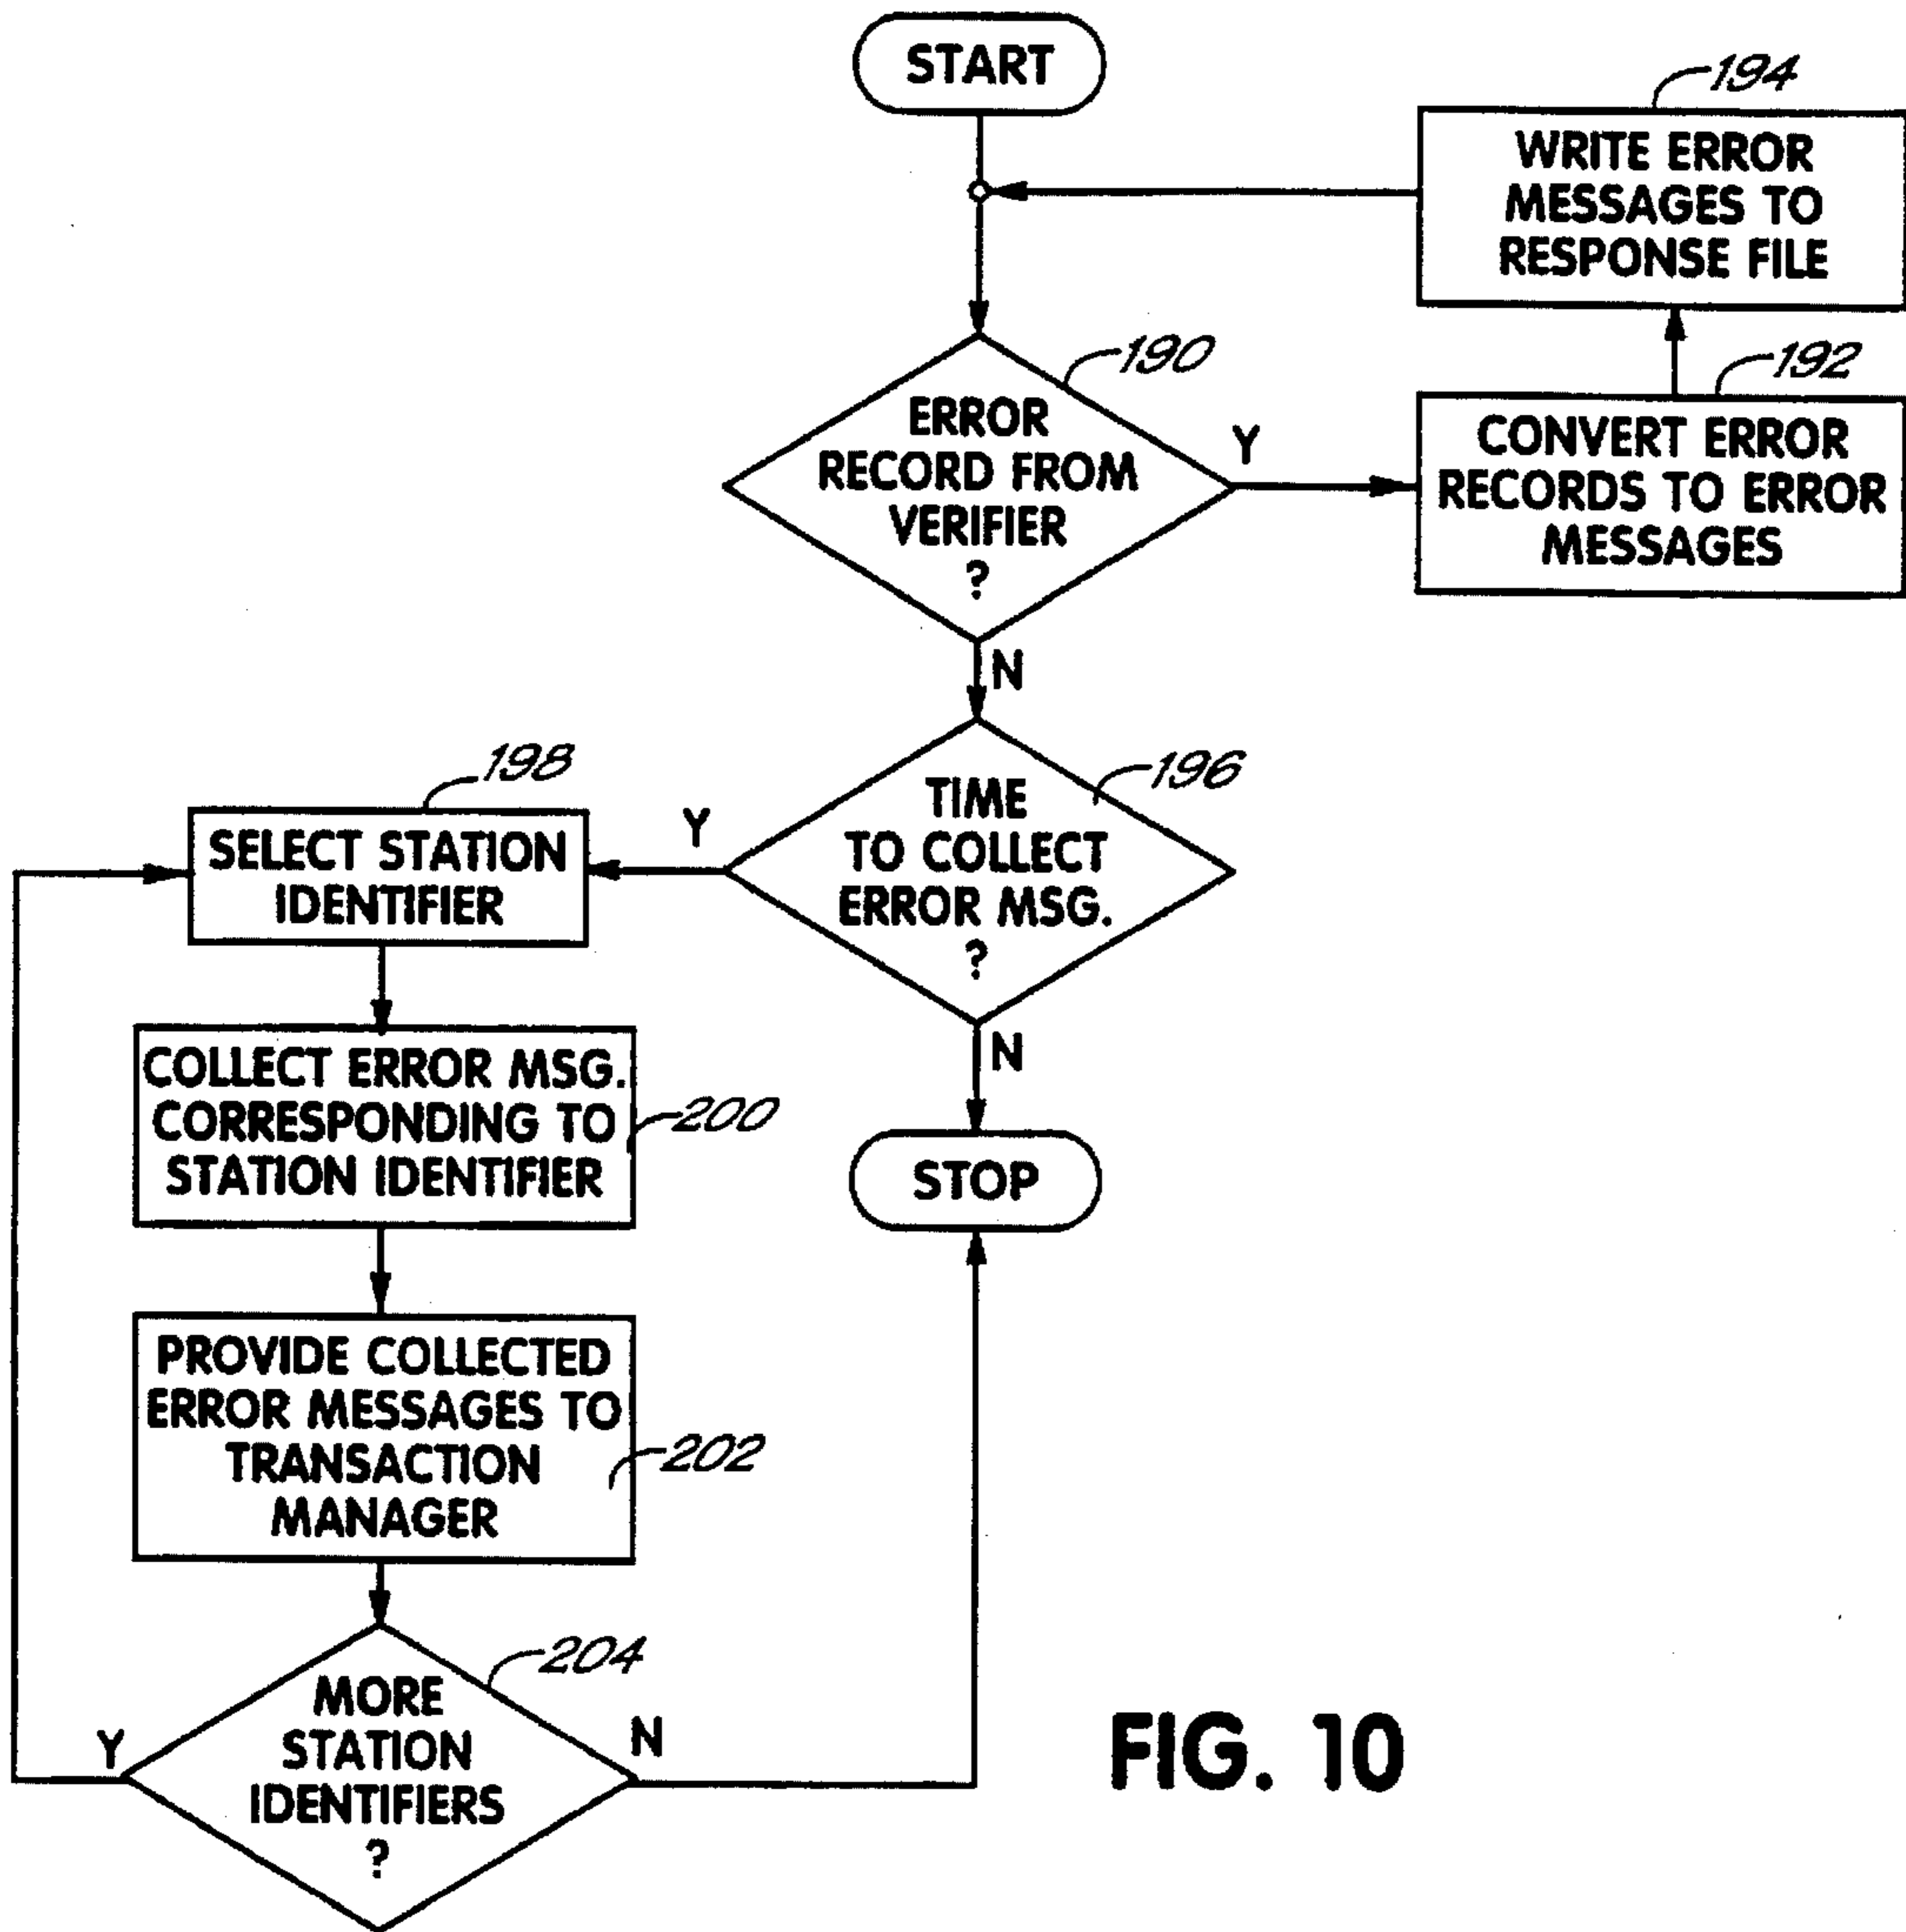 START
194
WRITE ERROR
MESSAGES TO
RESPONSE FILE
190
ERROR
RECORD FROM
VERIFIER
?
Y
192
CONVERT ERROR
RECORDS TO ERROR
MESSAGES
N
196
TIME
TO COLLECT
ERROR MSG.
?
Y
198
SELECT STATION
IDENTIFIER
N
COLLECT ERROR MSG.
CORRESPONDING TO
STATION IDENTIFIER
200
STOP
PROVIDE COLLECTED
ERROR MESSAGES TO
TRANSACTION
MANAGER
202
204
MORE
STATION
IDENTIFIERS
?
Y
N
FIG. 10